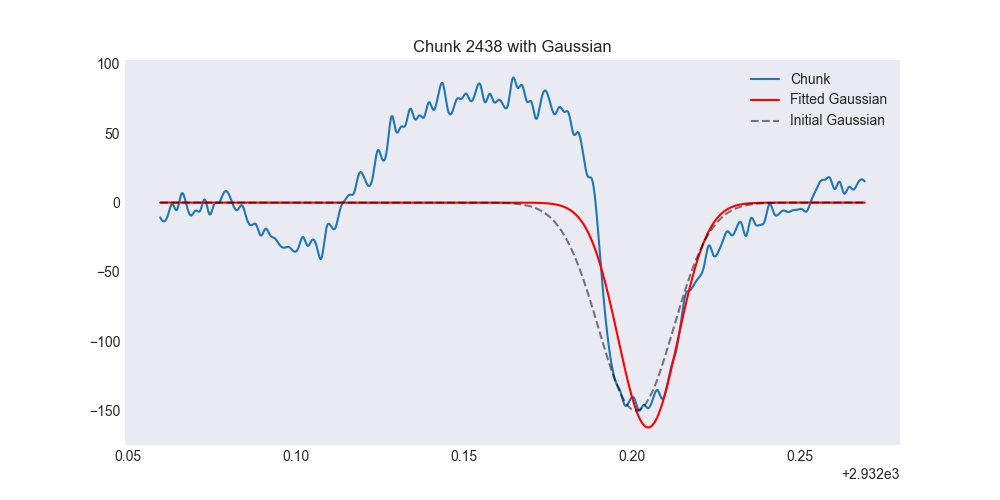 Chunk 2438 with Gaussian
100
50
0
−50
−100
−150
0.05 0.10 0.15 0.20 0.25
+2.932e3
Chunk
Fitted Gaussian
Initial Gaussian